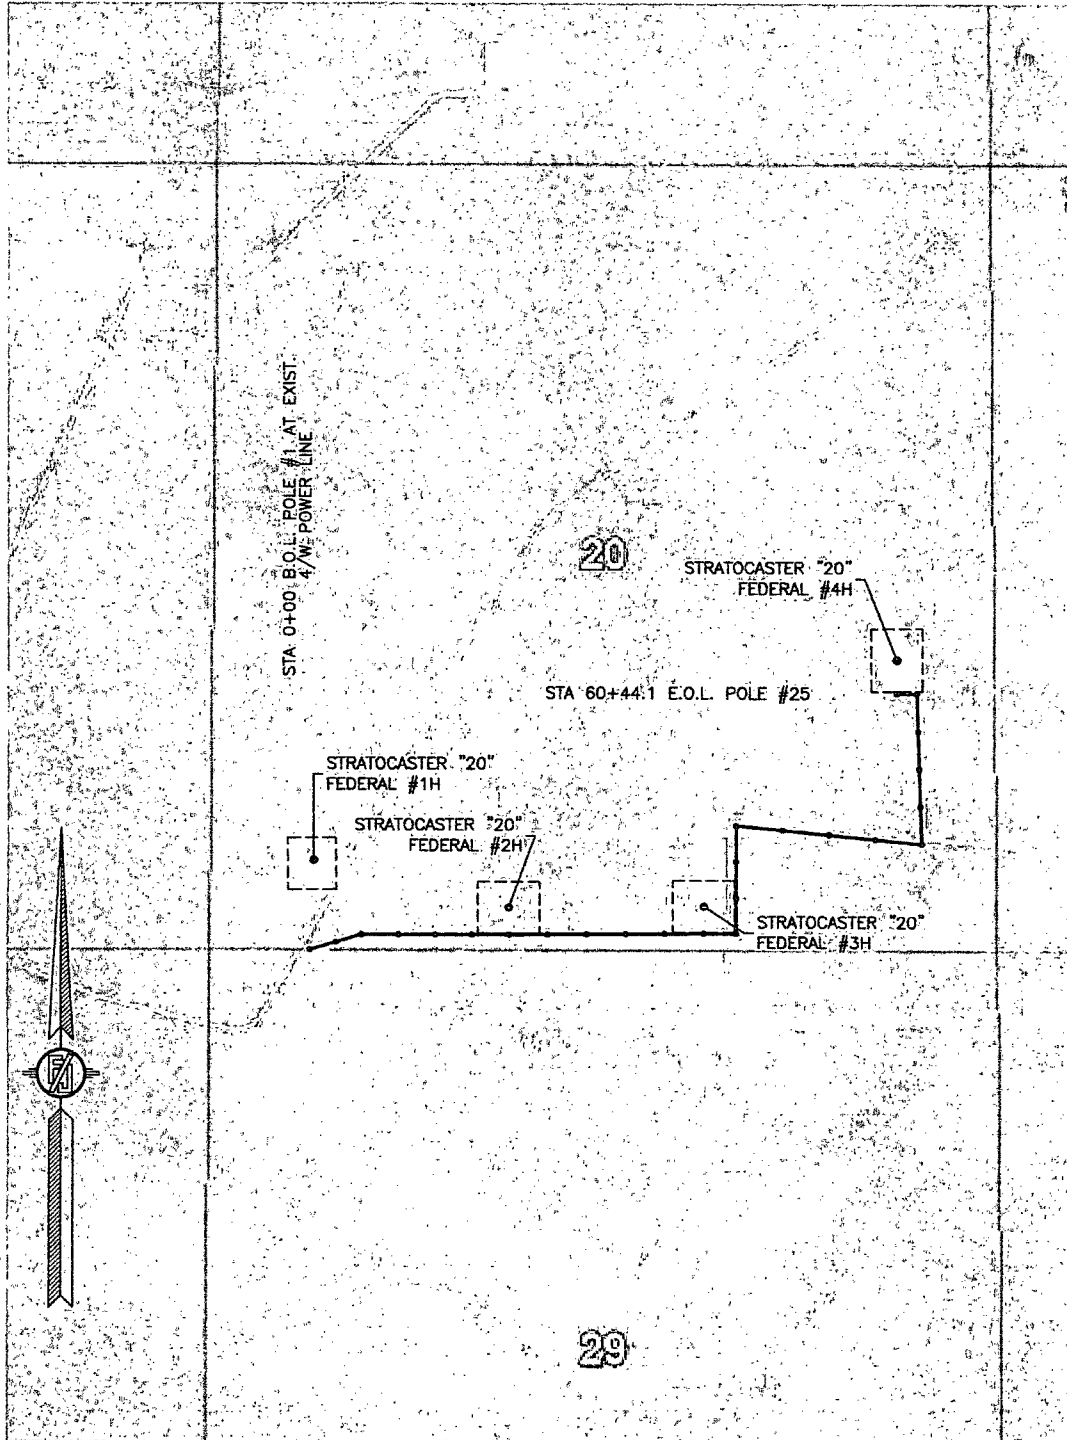 STA 0+00 B.O.L. POLE #1 AT EXIST.
4/W POWER LINE
20
STRATOCASTER "20"
FEDERAL #4H
STA 60+44.1 E.O.L. POLE #25
STRATOCASTER "20"
FEDERAL #1H
STRATOCASTER "20"
FEDERAL #2H
STRATOCASTER "20"
FEDERAL #3H
29